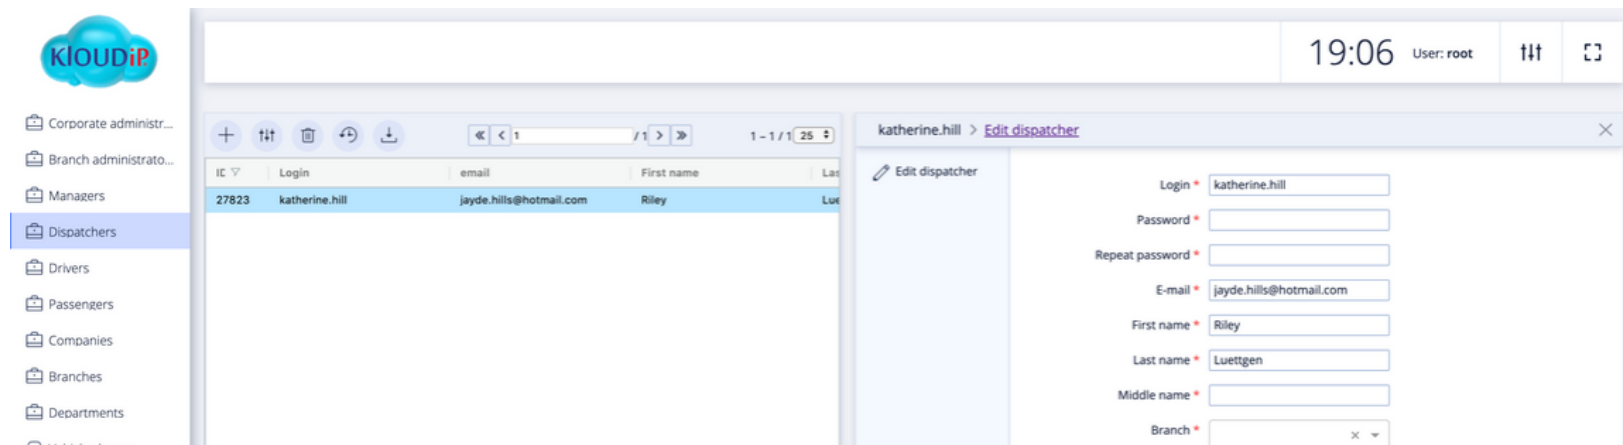 KlOUDiP
19:06 User: root
Corporate administr...
Branch administrato...
Managers
Dispatchers
Drivers
Passengers
Companies
Branches
Departments
« < 1 / 1 > » 1 – 1 / 1 25
ID Login email First name Las
27823 katherine.hill jayde.hills@hotmail.com Riley Lue
katherine.hill > Edit dispatcher
Edit dispatcher
Login * katherine.hill
Password *
Repeat password *
E-mail * jayde.hills@hotmail.com
First name * Riley
Last name * Luettgen
Middle name *
Branch *